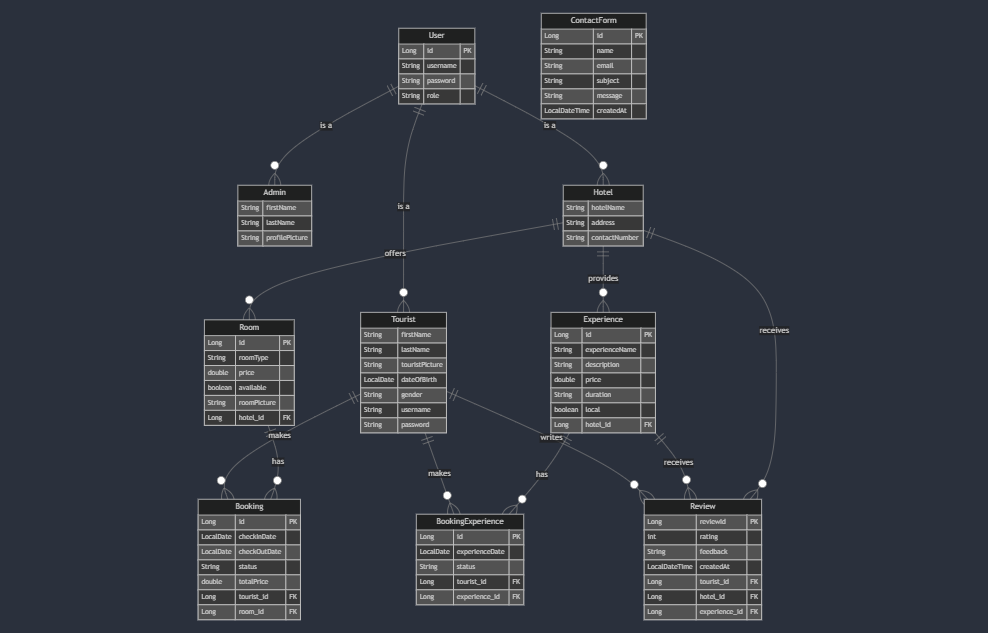 User
Long id PK
String username
String password
String role
ContactForm
Long id PK
String name
String email
String subject
String message
LocalDateTime createdAt
is a
is a
is a
Admin
String firstName
String lastName
String profilePicture
Hotel
String hotelName
String address
String contactNumber
offers
provides
receives
Room
Long id PK
String roomType
double price
boolean available
String roomPicture
Long hotel_id FK
Tourist
String firstName
String lastName
String touristPicture
LocalDate dateOfBirth
String gender
String username
String password
Experience
Long id PK
String experienceName
String description
double price
String duration
boolean local
Long hotel_id FK
makes
writes
has
makes
has
receives
Booking
Long id PK
LocalDate checkInDate
LocalDate checkOutDate
String status
double totalPrice
Long tourist_id FK
Long room_id FK
BookingExperience
Long id PK
LocalDate experienceDate
String status
Long tourist_id FK
Long experience_id FK
Review
Long reviewId PK
int rating
String feedback
LocalDateTime createdAt
Long tourist_id FK
Long hotel_id FK
Long experience_id FK